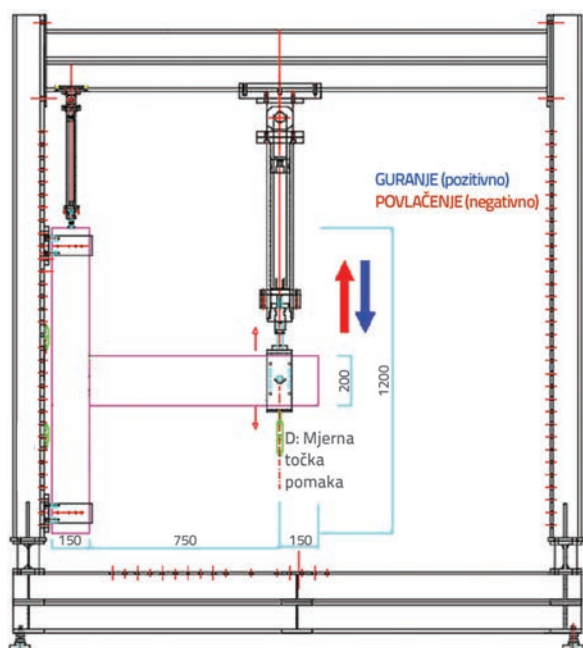 GURANJE (pozitivno)
POVLAČENJE (negativno)
200
1200
D: Mjerna
točka
pomaka
150
750
150